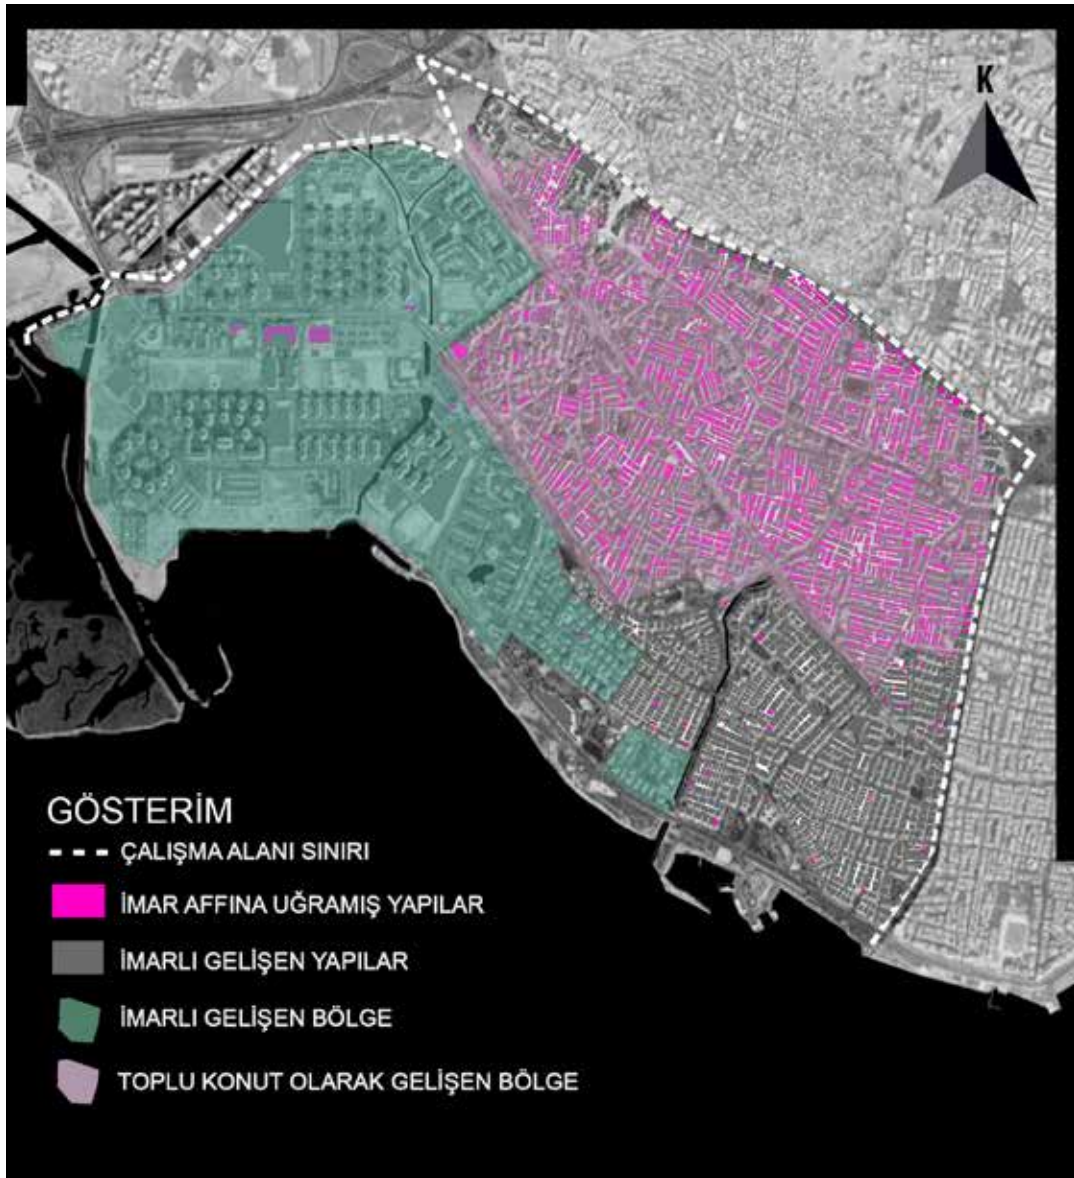 K
GÖSTERİM
ÇALIŞMA ALANI SINIRI
İMAR AFFINA UĞRAMIŞ YAPILAR
İMARLI GELİŞEN YAPILAR
İMARLI GELİŞEN BÖLGE
TOPLU KONUT OLARAK GELİŞEN BÖLGE